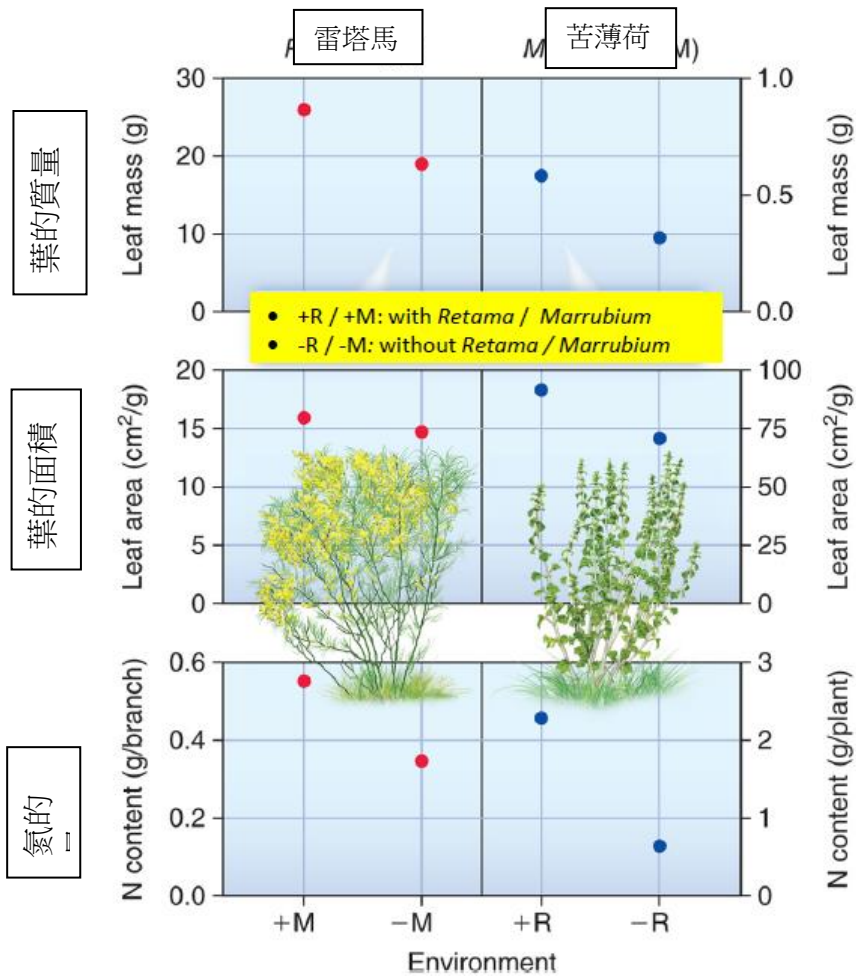 雷塔馬
苦薄荷
R
M
M)
葉的質量
Leaf mass (g)
30
20
10
0
1.0
0.5
0.0
Leaf mass (g)
• +R / +M: with Retama / Marrubium
• -R / -M: without Retama / Marrubium
葉的面積
Leaf area (cm²/g)
20
15
10
5
0
100
75
50
25
0
Leaf area (cm²/g)
氮的
N content (g/branch)
0.6
0.4
0.2
0.0
3
2
1
0
N content (g/plant)
+M −M +R −R
Environment